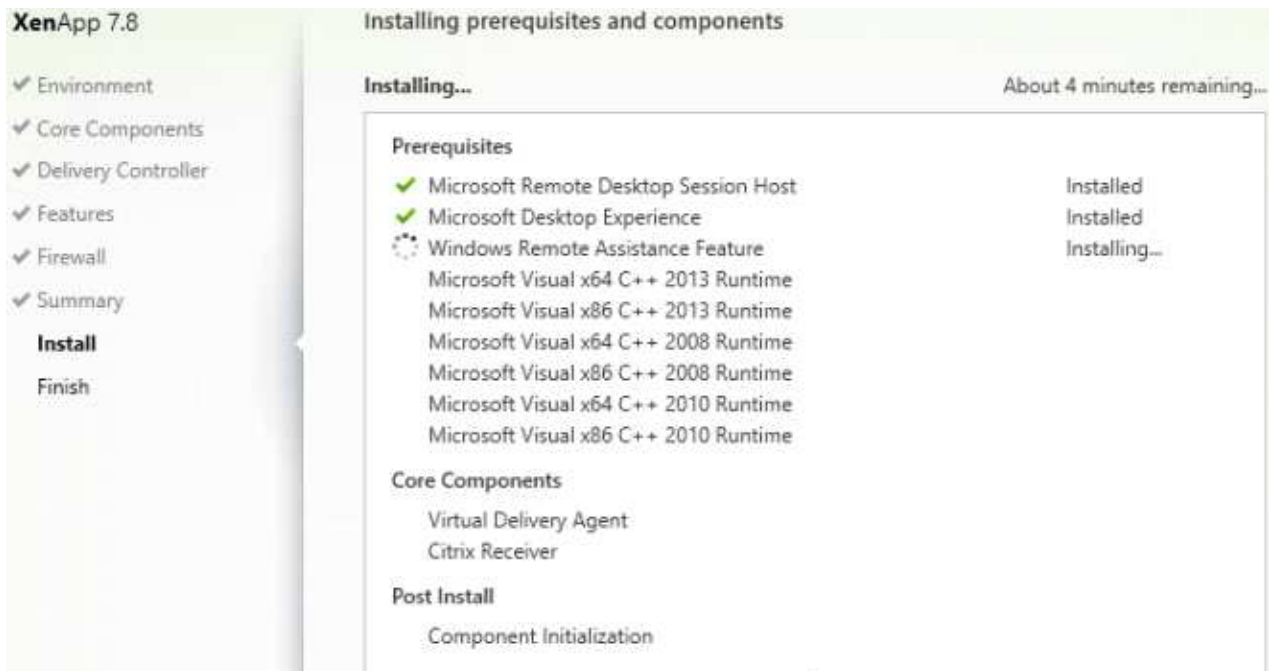 XenApp 7.8
Environment
Core Components
Delivery Controller
Features
Firewall
Summary
Install
Finish
Installing prerequisites and components
Installing... About 4 minutes remaining...
Prerequisites
Microsoft Remote Desktop Session Host Installed
Microsoft Desktop Experience Installed
Windows Remote Assistance Feature Installing...
Microsoft Visual x64 C++ 2013 Runtime
Microsoft Visual x86 C++ 2013 Runtime
Microsoft Visual x64 C++ 2008 Runtime
Microsoft Visual x86 C++ 2008 Runtime
Microsoft Visual x64 C++ 2010 Runtime
Microsoft Visual x86 C++ 2010 Runtime
Core Components
Virtual Delivery Agent
Citrix Receiver
Post Install
Component Initialization